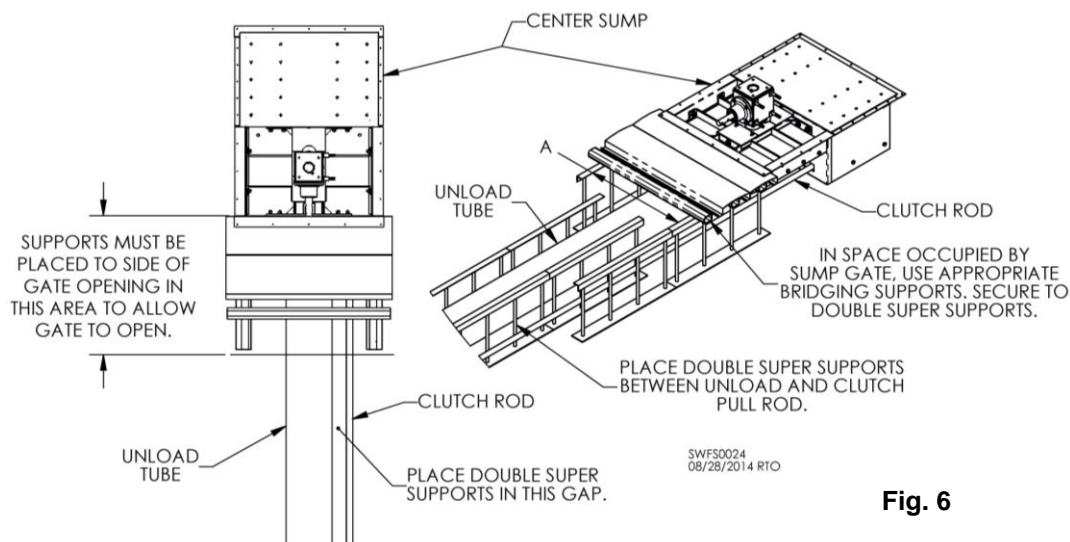 CENTER SUMP
A
UNLOAD
TUBE
CLUTCH ROD
SUPPORTS MUST BE
PLACED TO SIDE OF
GATE OPENING IN
THIS AREA TO ALLOW
GATE TO OPEN.
IN SPACE OCCUPIED BY
SUMP GATE, USE APPROPRIATE
BRIDGING SUPPORTS. SECURE TO
DOUBLE SUPER SUPPORTS.
PLACE DOUBLE SUPER SUPPORTS
BETWEEN UNLOAD AND CLUTCH
PULL ROD.
CLUTCH ROD
UNLOAD
TUBE
PLACE DOUBLE SUPER
SUPPORTS IN THIS GAP.
SWFS0024
08/28/2014 RTO
Fig. 6